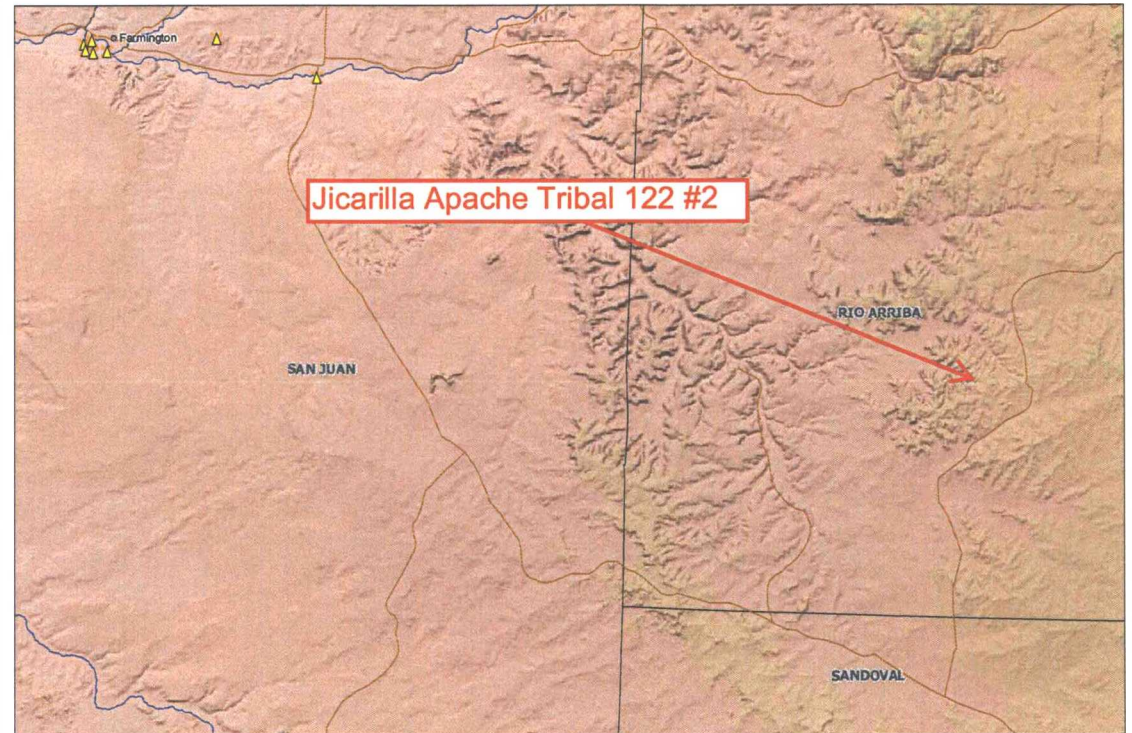 Farmington
Jicarilla Apache Tribal 122 #2
RIO ARRIBA
SAN JUAN
SANDOVAL